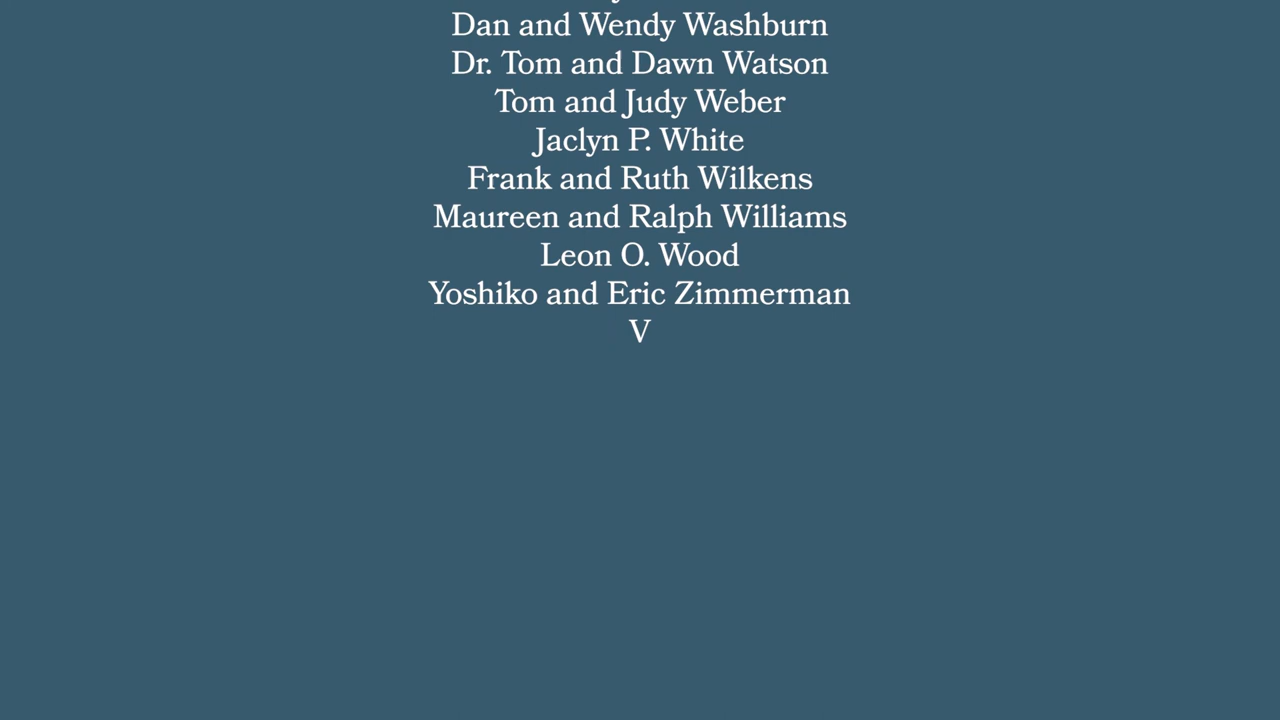 Dan and Wendy Washburn
Dr. Tom and Dawn Watson
Tom and Judy Weber
Jaclyn P. White
Frank and Ruth Wilkens
Maureen and Ralph Williams
Leon O. Wood
Yoshiko and Eric Zimmerman
V